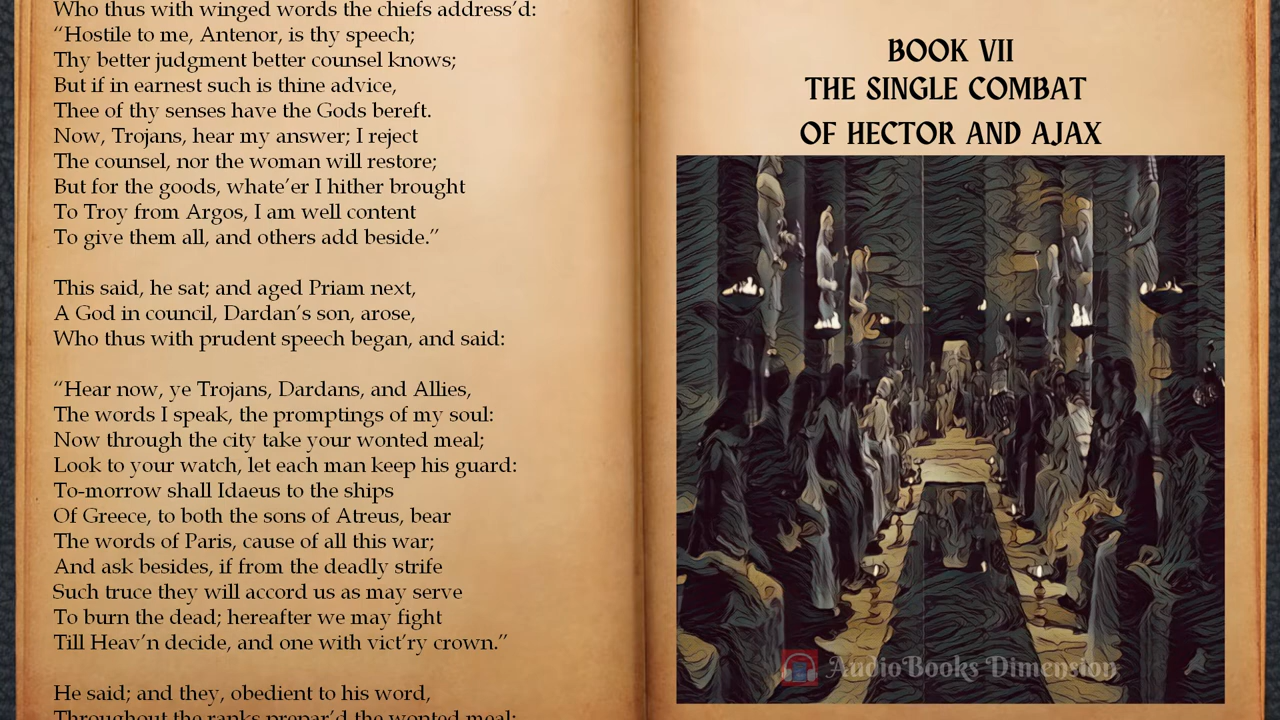 Who thus with winged words the chiefs address’d:
“Hostile to me, Antenor, is thy speech;
Thy better judgment better counsel knows;
But if in earnest such is thine advice,
Thee of thy senses have the Gods bereft.
Now, Trojans, hear my answer; I reject
The counsel, nor the woman will restore;
But for the goods, whate’er I hither brought
To Troy from Argos, I am well content
To give them all, and others add beside.”
This said, he sat; and aged Priam next,
A God in council, Dardan’s son, arose,
Who thus with prudent speech began, and said:
“Hear now, ye Trojans, Dardans, and Allies,
The words I speak, the promptings of my soul:
Now through the city take your wonted meal;
Look to your watch, let each man keep his guard:
To-morrow shall Idaeus to the ships
Of Greece, to both the sons of Atreus, bear
The words of Paris, cause of all this war;
And ask besides, if from the deadly strife
Such truce they will accord us as may serve
To burn the dead; hereafter we may fight
Till Heav’n decide, and one with vict’ry crown.”
He said; and they, obedient to his word,
Throughout the ranks prepar’d the wonted meal:
BOOK VII
THE SINGLE COMBAT
OF HECTOR AND AJAX
AudioBooks Dimension